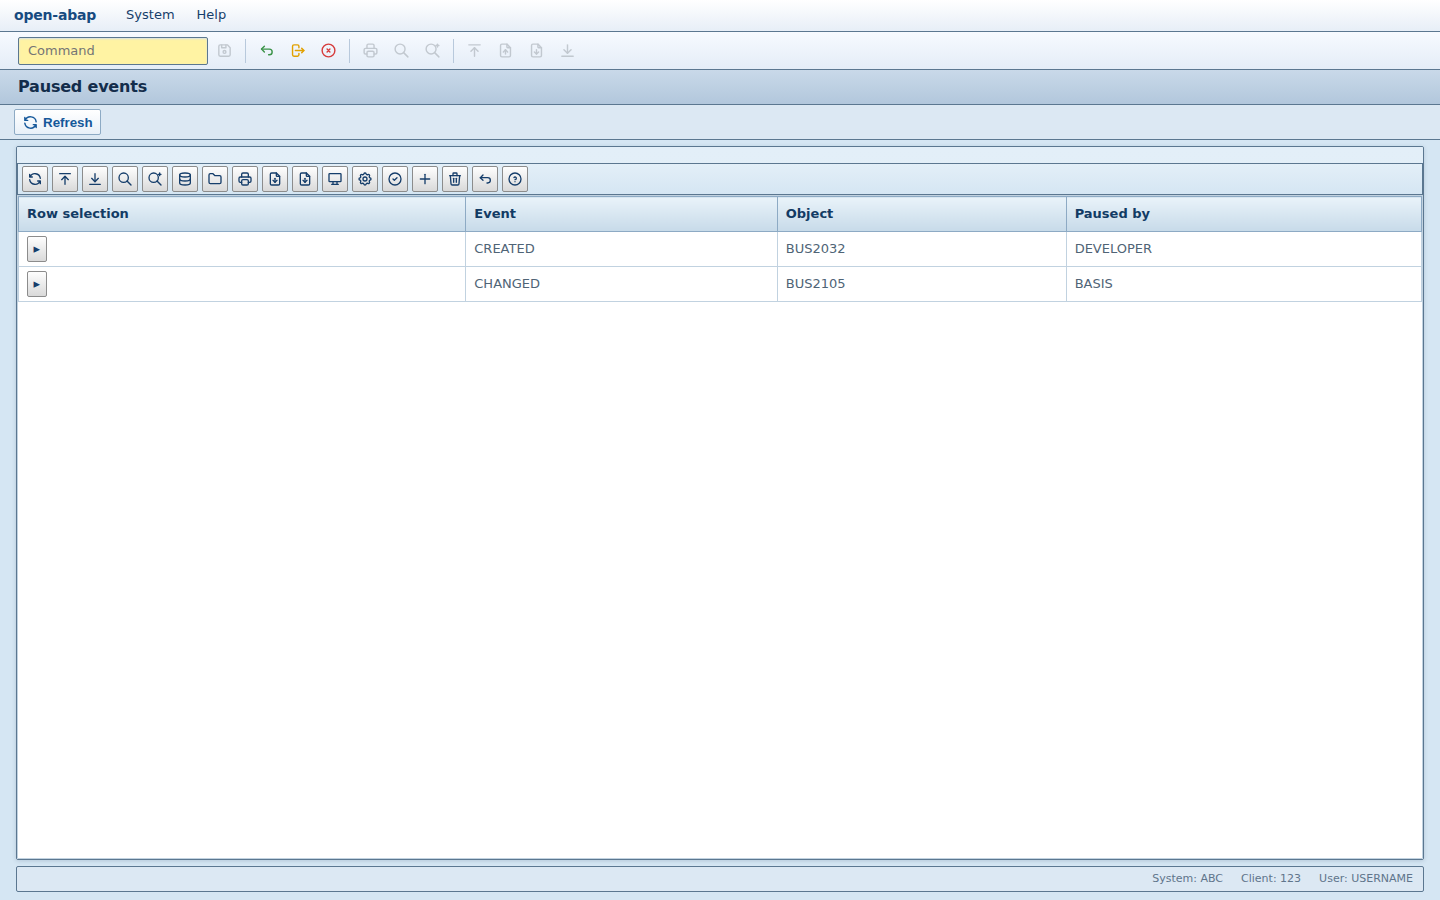 open-abap System Help
Command
Paused events
Refresh
Row selection Event Object Paused by
CREATED BUS2032 DEVELOPER
CHANGED BUS2105 BASIS
System: ABC Client: 123 User: USERNAME